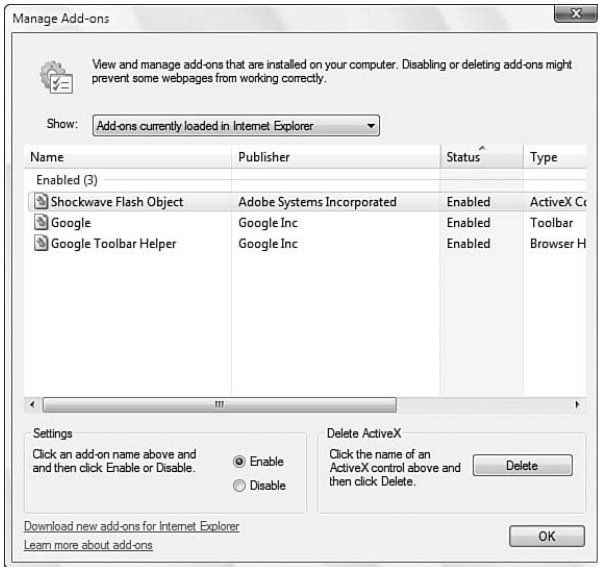 Manage Add-ons
View and manage add-ons that are installed on your computer. Disabling or deleting add-ons might
prevent some webpages from working correctly.
Show: Add-ons currently loaded in Internet Explorer
Name Publisher Status Type
Enabled (3)
Shockwave Flash Object Adobe Systems Incorporated Enabled ActiveX Co
Google Google Inc Enabled Toolbar
Google Toolbar Helper Google Inc Enabled Browser H
Settings
Click an add-on name above and
and then click Enable or Disable.
Enable
Disable
Delete ActiveX
Click the name of an
ActiveX control above and
then click Delete.
Delete
Download new add-ons for Internet Explorer
Learn more about add-ons
OK